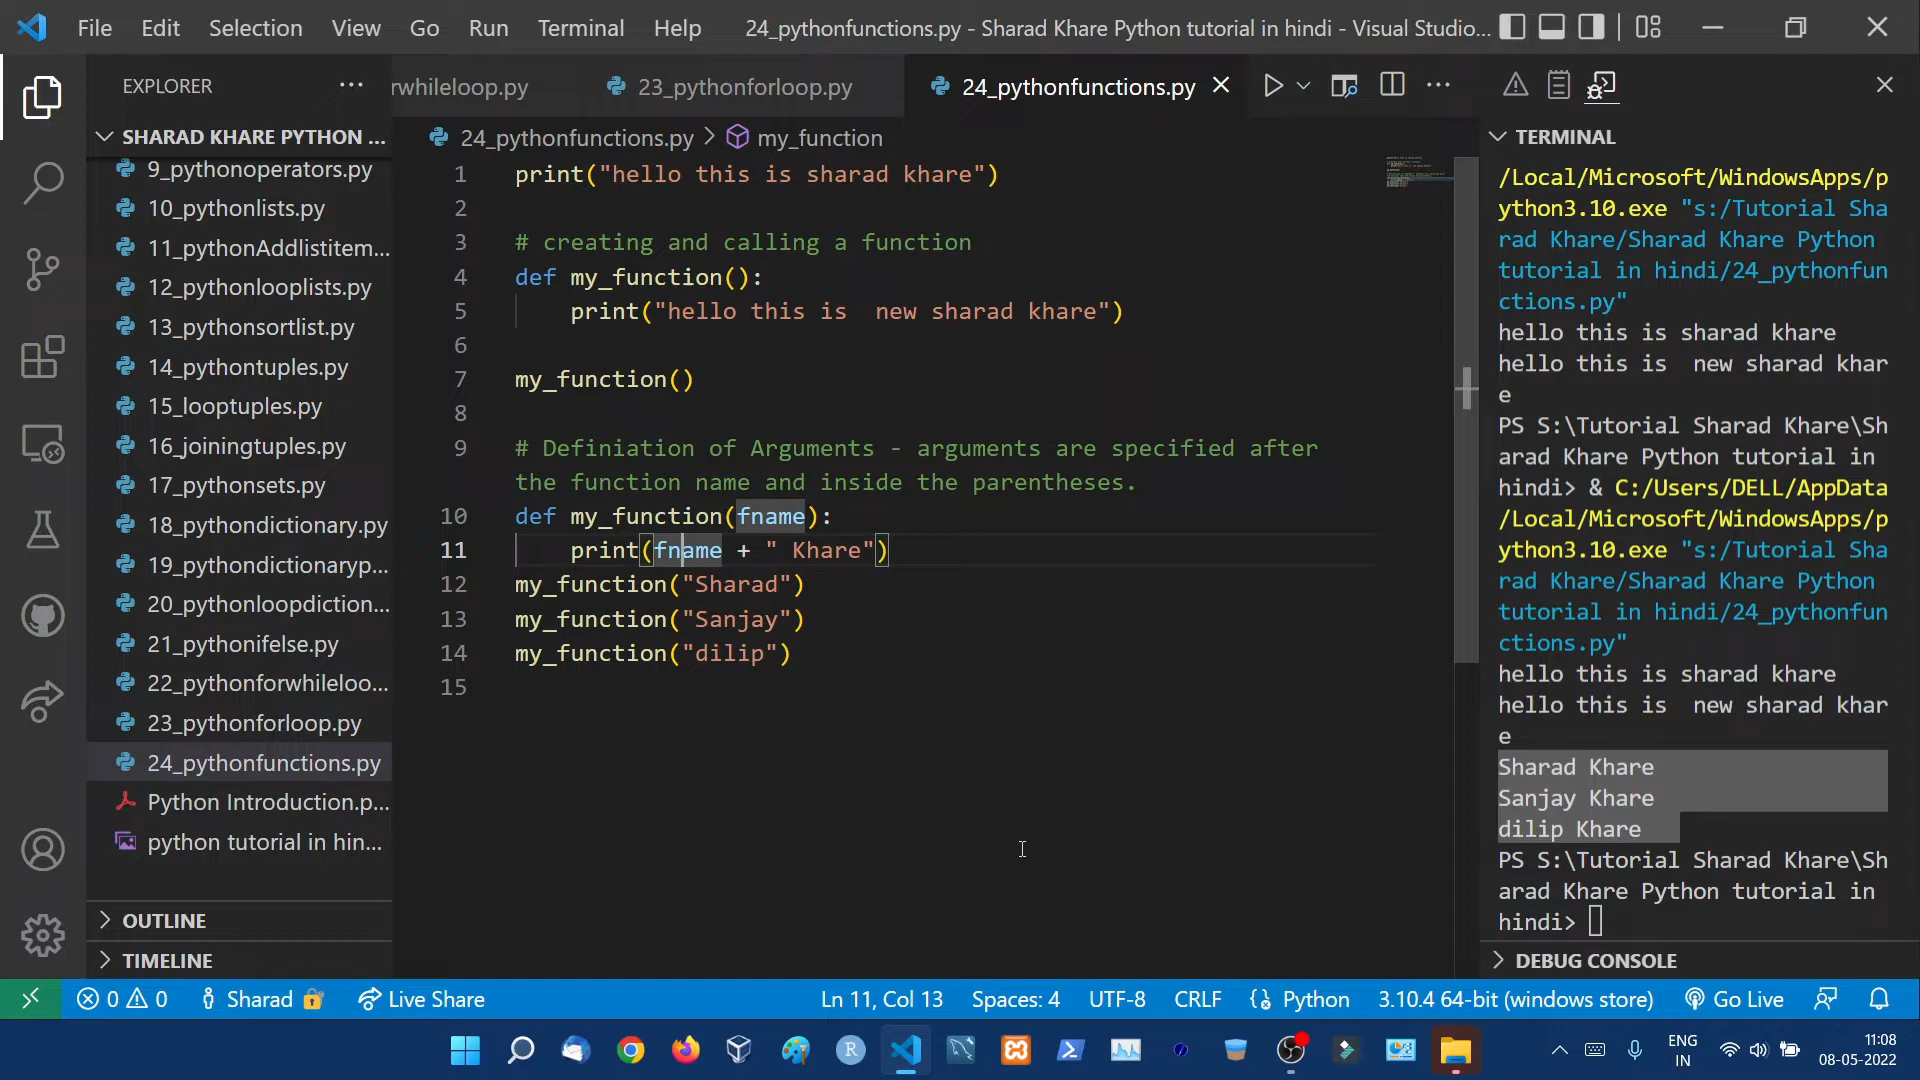 File Edit Selection View Go Run Terminal Help 24_pythonfunctions.py - Sharad Khare Python tutorial in hindi - Visual Studio...
EXPLORER
rwhileloop.py 23_pythonforloop.py 24_pythonfunctions.py
SHARAD KHARE PYTHON ...
9_pythonoperators.py
10_pythonlists.py
11_pythonAddlistitem...
12_pythonlooplists.py
13_pythonsortlist.py
14_pythontuples.py
15_looptuples.py
16_joiningtuples.py
17_pythonsets.py
18_pythondictionary.py
19_pythondictionaryp...
20_pythonloopdiction...
21_pythonifelse.py
22_pythonforwhileloo...
23_pythonforloop.py
24_pythonfunctions.py
Python Introduction.p...
python tutorial in hin...
OUTLINE
TIMELINE
24_pythonfunctions.py > my_function
1 print("hello this is sharad khare")
2
3 # creating and calling a function
4 def my_function():
5 print("hello this is  new sharad khare")
6
7 my_function()
8
9 # Definiation of Arguments - arguments are specified after
the function name and inside the parentheses.
10 def my_function(fname):
11 print(fname + " Khare")
12 my_function("Sharad")
13 my_function("Sanjay")
14 my_function("dilip")
15
TERMINAL
/Local/Microsoft/WindowsApps/p
ython3.10.exe "s:/Tutorial Sha
rad Khare/Sharad Khare Python
tutorial in hindi/24_pythonfun
ctions.py"
hello this is sharad khare
hello this is  new sharad khar
e
PS S:\Tutorial Sharad Khare\Sh
arad Khare Python tutorial in
hindi> & C:/Users/DELL/AppData
/Local/Microsoft/WindowsApps/p
ython3.10.exe "s:/Tutorial Sha
rad Khare/Sharad Khare Python
tutorial in hindi/24_pythonfun
ctions.py"
hello this is sharad khare
hello this is  new sharad khar
e
Sharad Khare
Sanjay Khare
dilip Khare
PS S:\Tutorial Sharad Khare\Sh
arad Khare Python tutorial in
hindi>
DEBUG CONSOLE
0 0 Sharad Live Share Ln 11, Col 13 Spaces: 4 UTF-8 CRLF Python 3.10.4 64-bit (windows store) Go Live
R
ENG
IN
11:08
08-05-2022